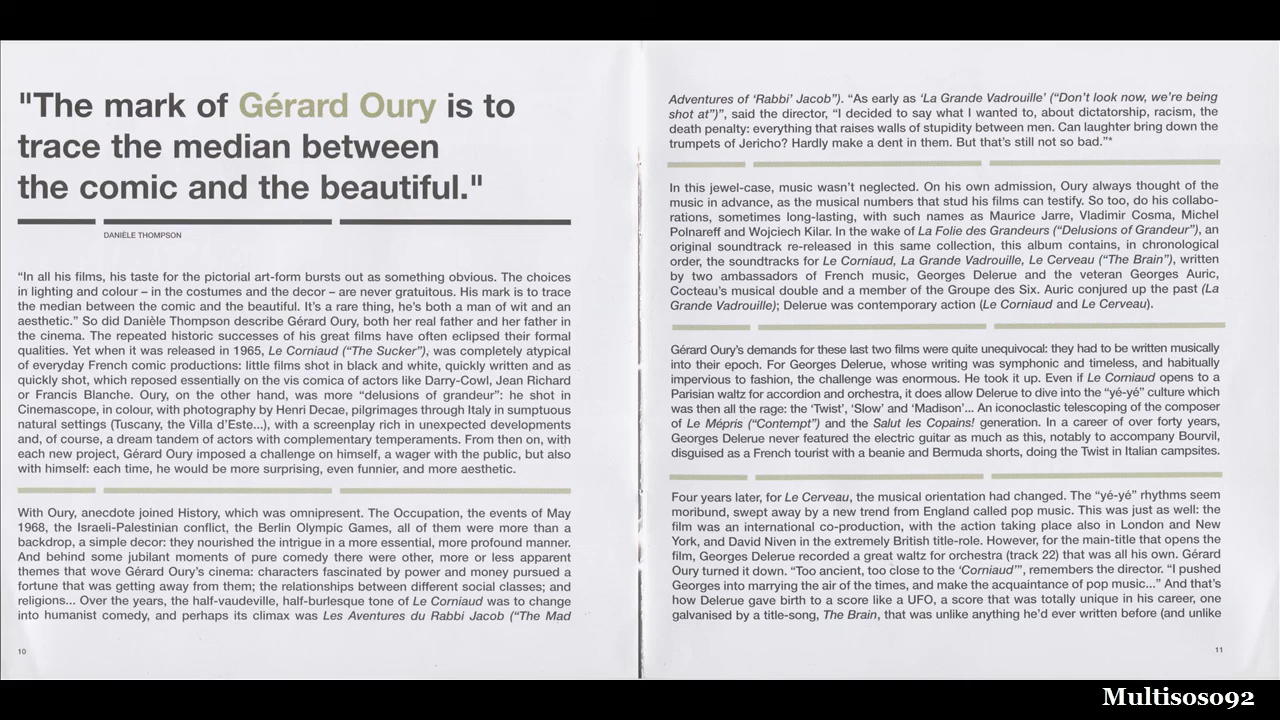 "The mark of Gérard Oury is to
trace the median between
the comic and the beautiful."
DANIÈLE THOMPSON
“In all his films, his taste for the pictorial art-form bursts out as something obvious. The choices
in lighting and colour – in the costumes and the decor – are never gratuitous. His mark is to trace
the median between the comic and the beautiful. It’s a rare thing, he’s both a man of wit and an
aesthetic.” So did Danièle Thompson describe Gérard Oury, both her real father and her father in
the cinema. The repeated historic successes of his great films have often eclipsed their formal
qualities. Yet when it was released in 1965, Le Corniaud (“The Sucker”), was completely atypical
of everyday French comic productions: little films shot in black and white, quickly written and as
quickly shot, which reposed essentially on the vis comica of actors like Darry-Cowl, Jean Richard
or Francis Blanche. Oury, on the other hand, was more “delusions of grandeur”: he shot in
Cinemascope, in colour, with photography by Henri Decae, pilgrimages through Italy in sumptuous
natural settings (Tuscany, the Villa d’Este...), with a screenplay rich in unexpected developments
and, of course, a dream tandem of actors with complementary temperaments. From then on, with
each new project, Gérard Oury imposed a challenge on himself, a wager with the public, but also
with himself: each time, he would be more surprising, even funnier, and more aesthetic.
With Oury, anecdote joined History, which was omnipresent. The Occupation, the events of May
1968, the Israeli-Palestinian conflict, the Berlin Olympic Games, all of them were more than a
backdrop, a simple decor: they nourished the intrigue in a more essential, more profound manner.
And behind some jubilant moments of pure comedy there were other, more or less apparent
themes that wove Gérard Oury’s cinema: characters fascinated by power and money pursued a
fortune that was getting away from them; the relationships between different social classes; and
religions... Over the years, the half-vaudeville, half-burlesque tone of Le Corniaud was to change
into humanist comedy, and perhaps its climax was Les Aventures du Rabbi Jacob (“The Mad
10
Adventures of ‘Rabbi’ Jacob”). “As early as ‘La Grande Vadrouille’ (“Don’t look now, we’re being
shot at”)”, said the director, “I decided to say what I wanted to, about dictatorship, racism, the
death penalty: everything that raises walls of stupidity between men. Can laughter bring down the
trumpets of Jericho? Hardly make a dent in them. But that’s still not so bad.”*
In this jewel-case, music wasn’t neglected. On his own admission, Oury always thought of the
music in advance, as the musical numbers that stud his films can testify. So too, do his collabo-
rations, sometimes long-lasting, with such names as Maurice Jarre, Vladimir Cosma, Michel
Polnareff and Wojciech Kilar. In the wake of La Folie des Grandeurs (“Delusions of Grandeur”), an
original soundtrack re-released in this same collection, this album contains, in chronological
order, the soundtracks for Le Corniaud, La Grande Vadrouille, Le Cerveau (“The Brain”), written
by two ambassadors of French music, Georges Delerue and the veteran Georges Auric,
Cocteau’s musical double and a member of the Groupe des Six. Auric conjured up the past (La
Grande Vadrouille); Delerue was contemporary action (Le Corniaud and Le Cerveau).
Gérard Oury’s demands for these last two films were quite unequivocal: they had to be written musically
into their epoch. For Georges Delerue, whose writing was symphonic and timeless, and habitually
impervious to fashion, the challenge was enormous. He took it up. Even if Le Corniaud opens to a
Parisian waltz for accordion and orchestra, it does allow Delerue to dive into the “yé-yé” culture which
was then all the rage: the ‘Twist’, ‘Slow’ and ‘Madison’... An iconoclastic telescoping of the composer
of Le Mépris (“Contempt”) and the Salut les Copains! generation. In a career of over forty years,
Georges Delerue never featured the electric guitar as much as this, notably to accompany Bourvil,
disguised as a French tourist with a beanie and Bermuda shorts, doing the Twist in Italian campsites.
Four years later, for Le Cerveau, the musical orientation had changed. The “yé-yé” rhythms seem
moribund, swept away by a new trend from England called pop music. This was just as well: the
film was an international co-production, with the action taking place also in London and New
York, and David Niven in the extremely British title-role. However, for the main-title that opens the
film, Georges Delerue recorded a great waltz for orchestra (track 22) that was all his own. Gérard
Oury turned it down. “Too ancient, too close to the ‘Corniaud’”, remembers the director. “I pushed
Georges into marrying the air of the times, and make the acquaintance of pop music...” And that’s
how Delerue gave birth to a score like a UFO, a score that was totally unique in his career, one
galvanised by a title-song, The Brain, that was unlike anything he’d ever written before (and unlike
11
Multisoso92